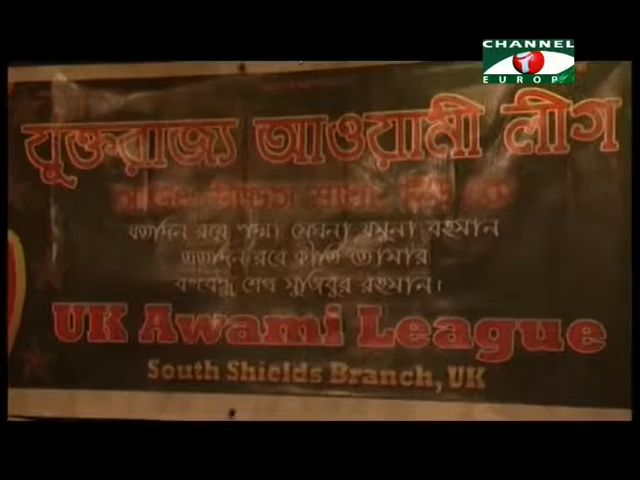 CHANNEL
i
EUROPE
যুক্তরাজ্য আওয়ামী লীগ
যতদিন রবে পদ্মা মেঘনা যমুনা বহমান
ততদিন রবে কীর্তি তোমার
বঙ্গবন্ধু শেখ মুজিবুর রহমান।
UK Awami League
South Shields Branch, UK